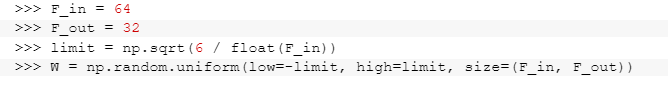 >>> F_in = 64
>>> F_out = 32
>>> limit = np.sqrt(6 / float(F_in))
>>> W = np.random.uniform(low=-limit, high=limit, size=(F_in, F_out))